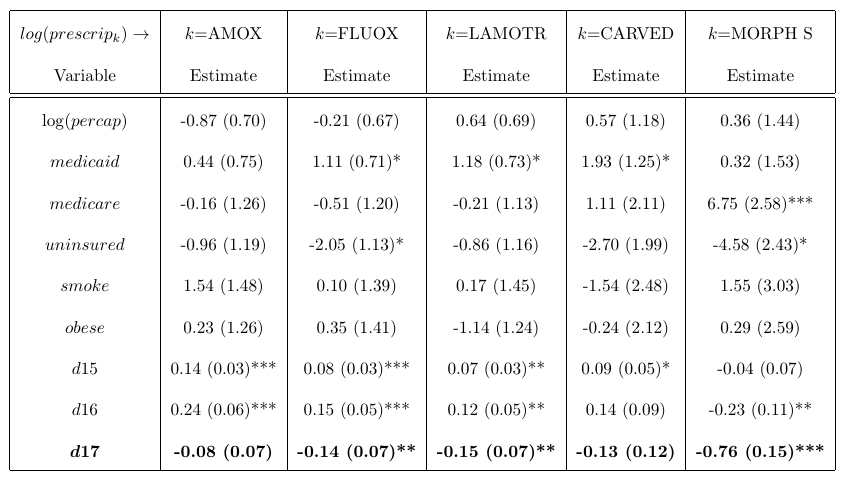 log(prescrip_k) → k=AMOX k=FLUOX k=LAMOTR k=CARVED k=MORPH S
Variable Estimate Estimate Estimate Estimate Estimate
log(percap) -0.87 (0.70) -0.21 (0.67) 0.64 (0.69) 0.57 (1.18) 0.36 (1.44)
medicaid 0.44 (0.75) 1.11 (0.71)* 1.18 (0.73)* 1.93 (1.25)* 0.32 (1.53)
medicare -0.16 (1.26) -0.51 (1.20) -0.21 (1.13) 1.11 (2.11) 6.75 (2.58)***
uninsured -0.96 (1.19) -2.05 (1.13)* -0.86 (1.16) -2.70 (1.99) -4.58 (2.43)*
smoke 1.54 (1.48) 0.10 (1.39) 0.17 (1.45) -1.54 (2.48) 1.55 (3.03)
obese 0.23 (1.26) 0.35 (1.41) -1.14 (1.24) -0.24 (2.12) 0.29 (2.59)
d15 0.14 (0.03)*** 0.08 (0.03)*** 0.07 (0.03)** 0.09 (0.05)* -0.04 (0.07)
d16 0.24 (0.06)*** 0.15 (0.05)*** 0.12 (0.05)** 0.14 (0.09) -0.23 (0.11)**
d17 -0.08 (0.07) -0.14 (0.07)** -0.15 (0.07)** -0.13 (0.12) -0.76 (0.15)***